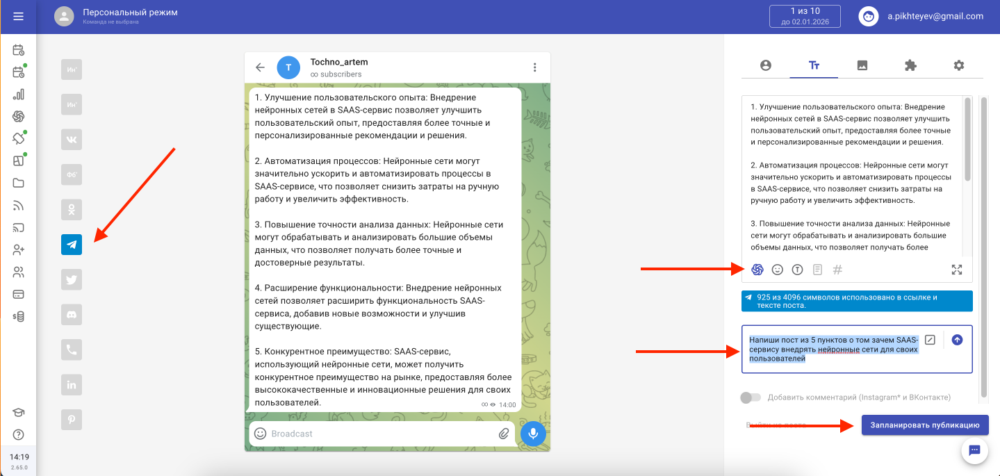 Персональный режим
Команда не выбрана
1 из 10
до 02.01.2026
a.pikhteyev@gmail.com
Ин'
Ин'
Фб'
14:19
2.65.0
T
Tochno_artem
∞ subscribers
1. Улучшение пользовательского опыта: Внедрение
нейронных сетей в SAAS-сервис позволяет улучшить
пользовательский опыт, предоставляя более точные и
персонализированные рекомендации и решения.
2. Автоматизация процессов: Нейронные сети могут
значительно ускорить и автоматизировать процессы в
SAAS-сервисе, что позволяет снизить затраты на ручную
работу и увеличить эффективность.
3. Повышение точности анализа данных: Нейронные сети
могут обрабатывать и анализировать большие объемы
данных, что позволяет получать более точные и
достоверные результаты.
4. Расширение функциональности: Внедрение нейронных
сетей позволяет расширить функциональность SAAS-
сервиса, добавив новые возможности и улучшив
существующие.
5. Конкурентное преимущество: SAAS-сервис,
использующий нейронные сети, может получить
конкурентное преимущество на рынке, предоставляя более
высококачественные и инновационные решения для своих
пользователей.
∞ 14:00
Broadcast
1. Улучшение пользовательского опыта: Внедрение
нейронных сетей в SAAS-сервис позволяет улучшить
пользовательский опыт, предоставляя более точные
и персонализированные рекомендации и решения.
2. Автоматизация процессов: Нейронные сети могут
значительно ускорить и автоматизировать процессы
в SAAS-сервисе, что позволяет снизить затраты на
ручную работу и увеличить эффективность.
3. Повышение точности анализа данных: Нейронные
сети могут обрабатывать и анализировать большие
объемы данных, что позволяет получать более
925 из 4096 символов использовано в ссылке и
тексте поста.
Напиши пост из 5 пунктов о том зачем SAAS-
сервису внедрять нейронные сети для своих
пользователей
Добавить комментарий (Instagram* и ВКонтакте)
Выйти из поста
Запланировать публикацию